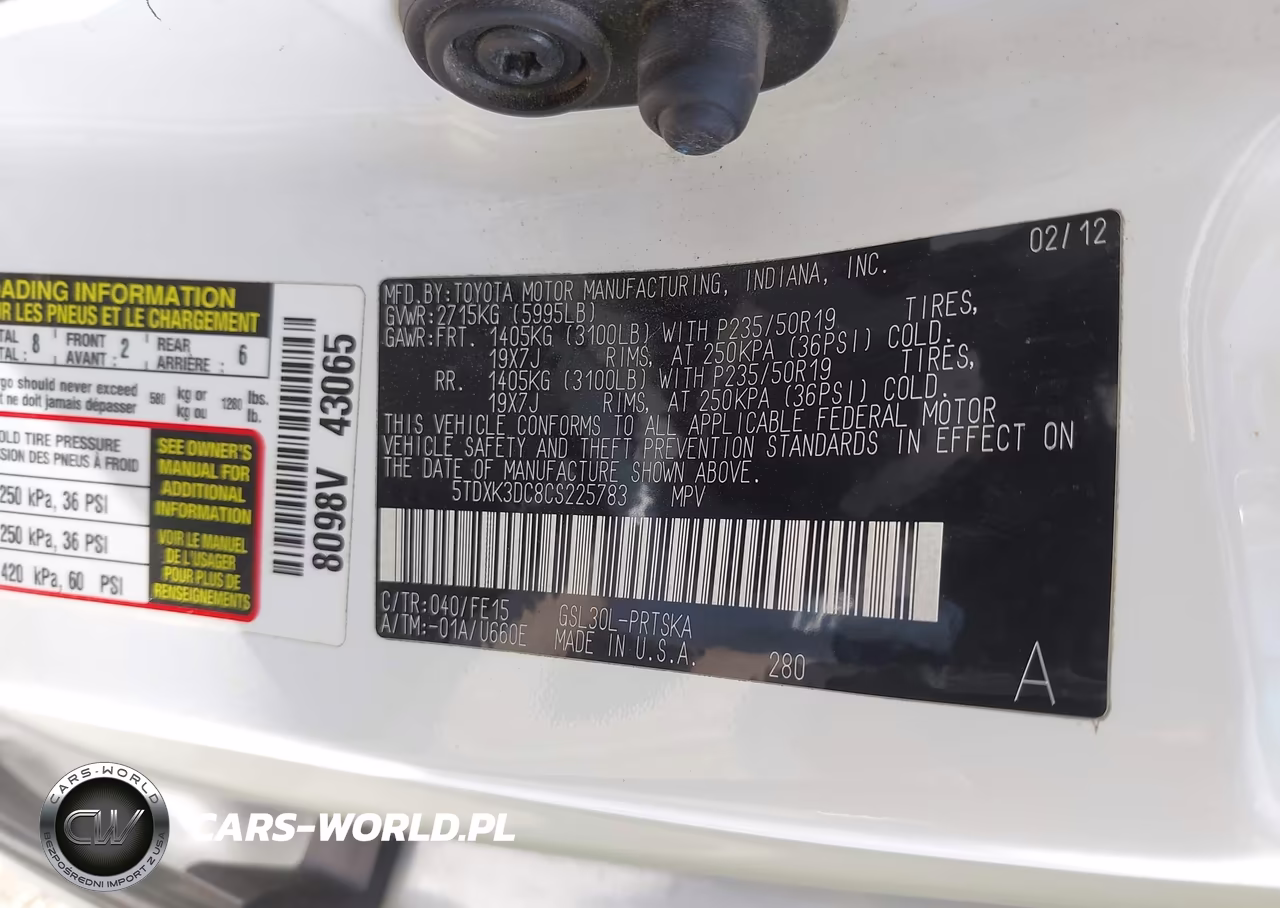 ADING INFORMATION
R LES PNEUS ET LE CHARGEMENT
TAL : 8 FRONT AVANT : 2 REAR ARRIÈRE : 6
go should never exceed 580 kg or 1280 lbs.
t ne doit jamais dépasser kg ou lb.
OLD TIRE PRESSURE
SION DES PNEUS À FROID
250 kPa, 36 PSI
250 kPa, 36 PSI
420 kPa, 60 PSI
SEE OWNER'S
MANUAL FOR
ADDITIONAL
INFORMATION
VOIR LE MANUEL
DE L'USAGER
POUR PLUS DE
RENSEIGNEMENTS
8098V 43065
02/12
MFD.BY:TOYOTA MOTOR MANUFACTURING, INDIANA, INC.
GVWR:2715KG (5995LB)
GAWR:FRT. 1405KG (3100LB) WITH P235/50R19 TIRES,
19X7J RIMS, AT 250KPA (36PSI) COLD.
RR. 1405KG (3100LB) WITH P235/50R19 TIRES,
19X7J RIMS, AT 250KPA (36PSI) COLD.
THIS VEHICLE CONFORMS TO ALL APPLICABLE FEDERAL MOTOR
VEHICLE SAFETY AND THEFT PREVENTION STANDARDS IN EFFECT ON
THE DATE OF MANUFACTURE SHOWN ABOVE.
5TDXK3DC8CS225783 MPV
C/TR:040/FE15 GSL30L-PRTSKA
A/TM:-01A/U660E MADE IN U.S.A. 280
A
CARS-WORLD
CW
BEZPOŚREDNI IMPORT Z USA
CARS-WORLD.PL